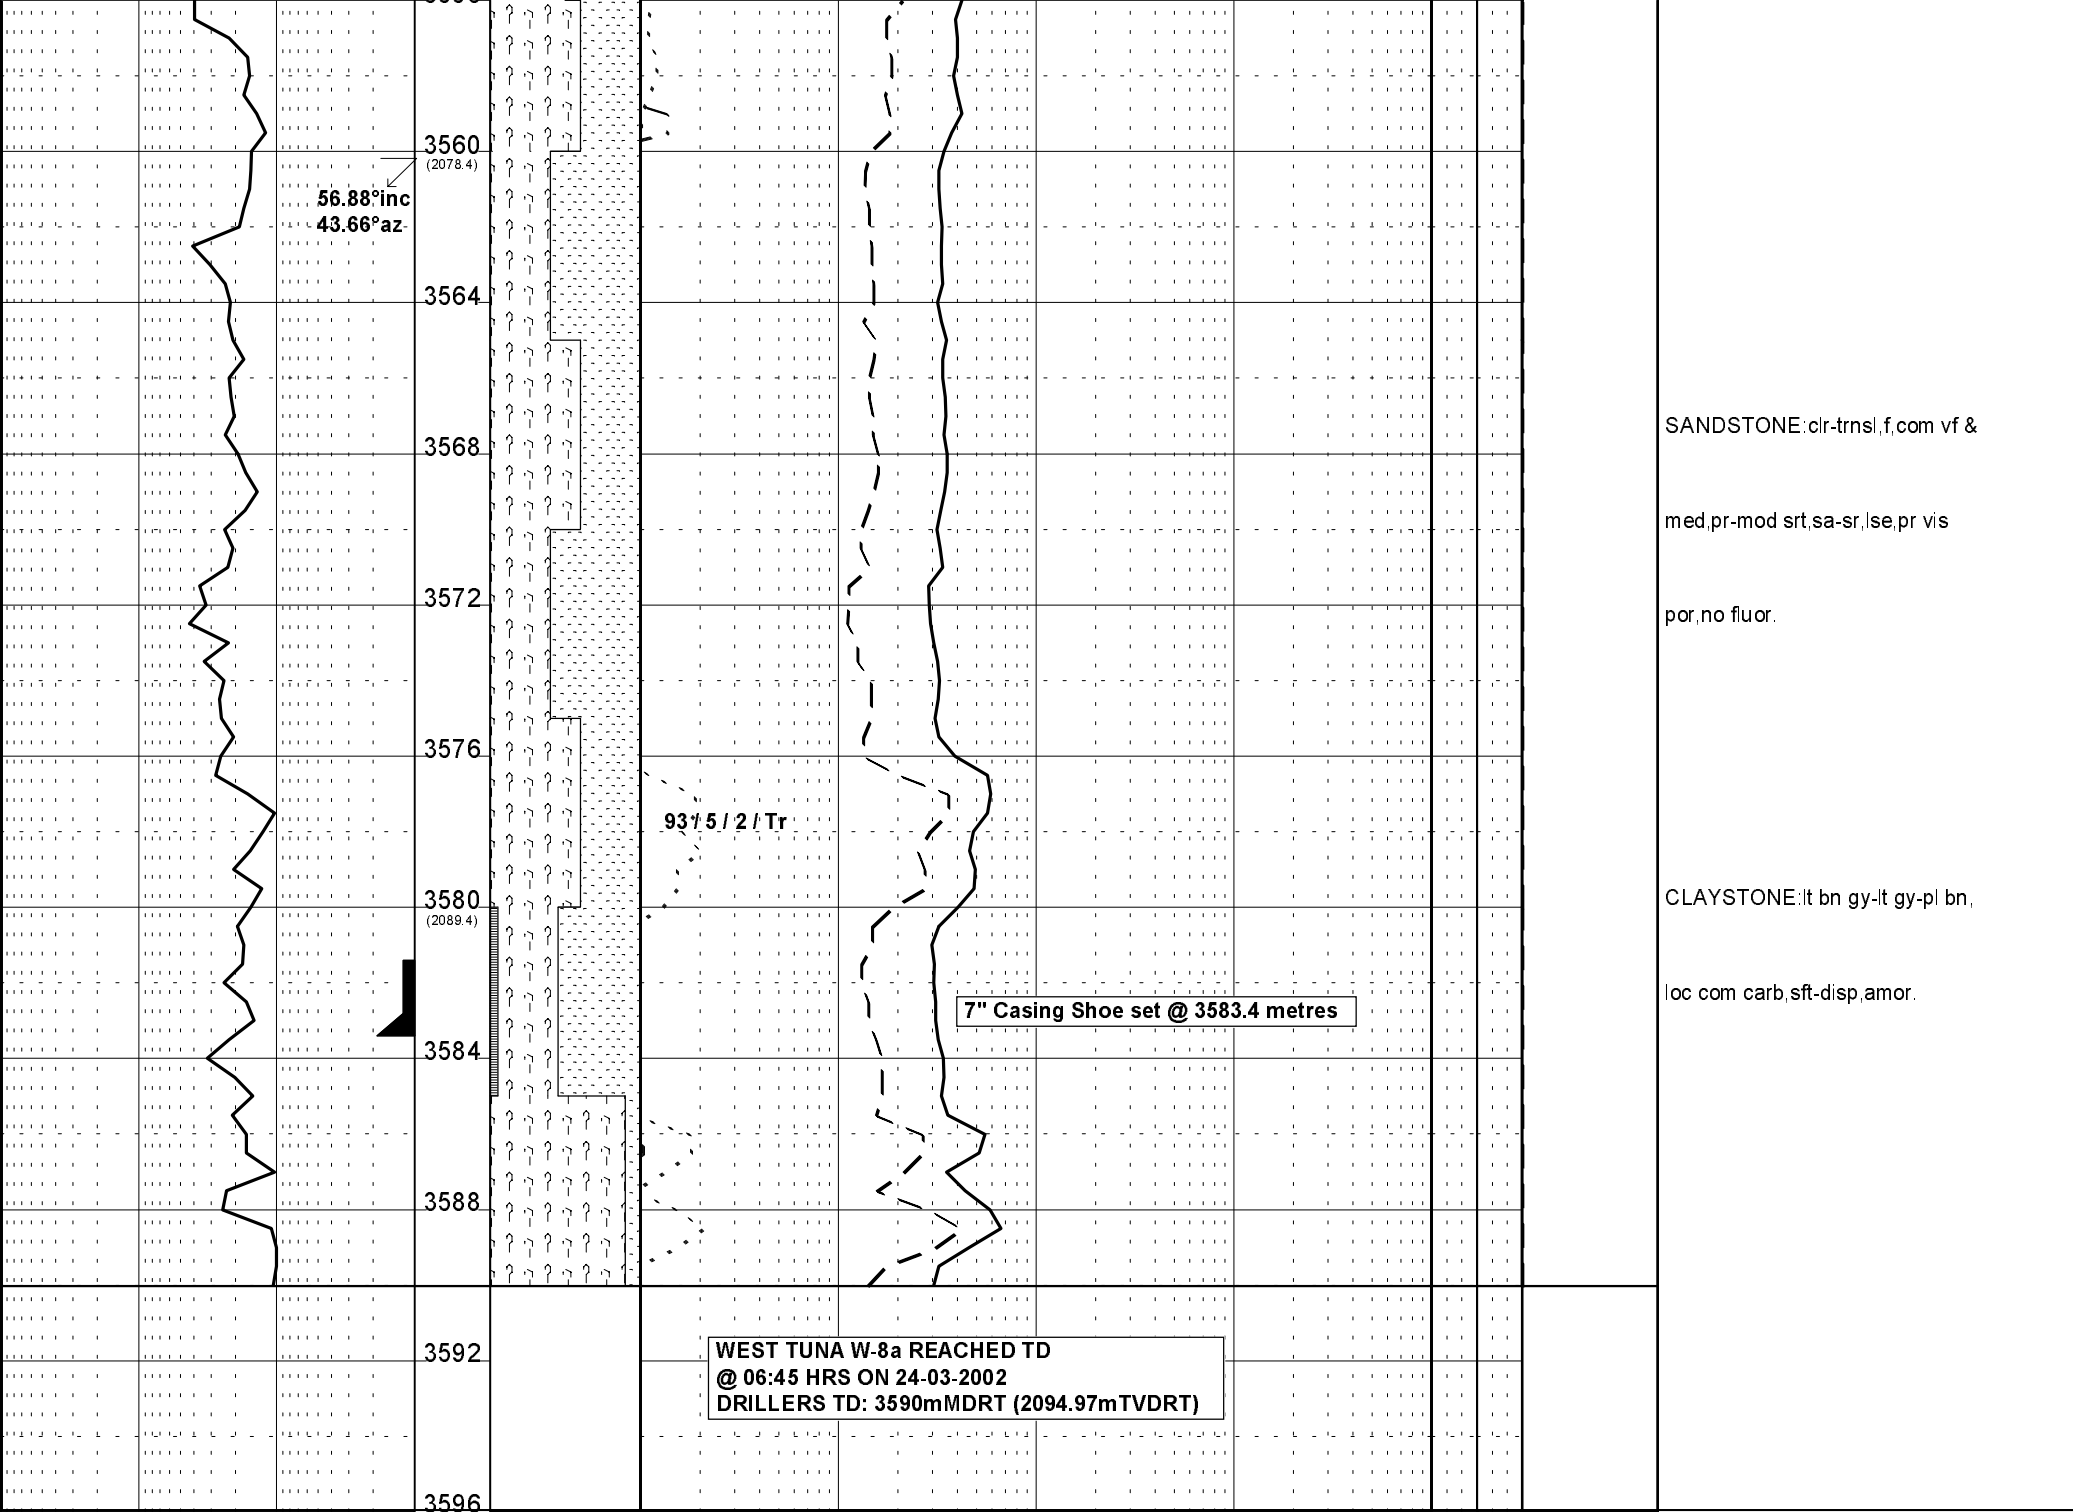 3560
(2078.4)
56.88°inc
43.66°az
3564
SANDSTONE:clr-trnsl,f,com vf &
3568
med,pr-mod srt,sa-sr,lse,pr vis
3572
por,no fluor.
3576
93 / 5 / 2 / Tr
3580
(2089.4)
CLAYSTONE:lt bn gy-lt gy-pl bn,
loc com carb,sft-disp,amor.
7" Casing Shoe set @ 3583.4 metres
3584
3588
WEST TUNA W-8a REACHED TD
@ 06:45 HRS ON 24-03-2002
DRILLERS TD: 3590mMDRT (2094.97mTVDRT)
3592
3596